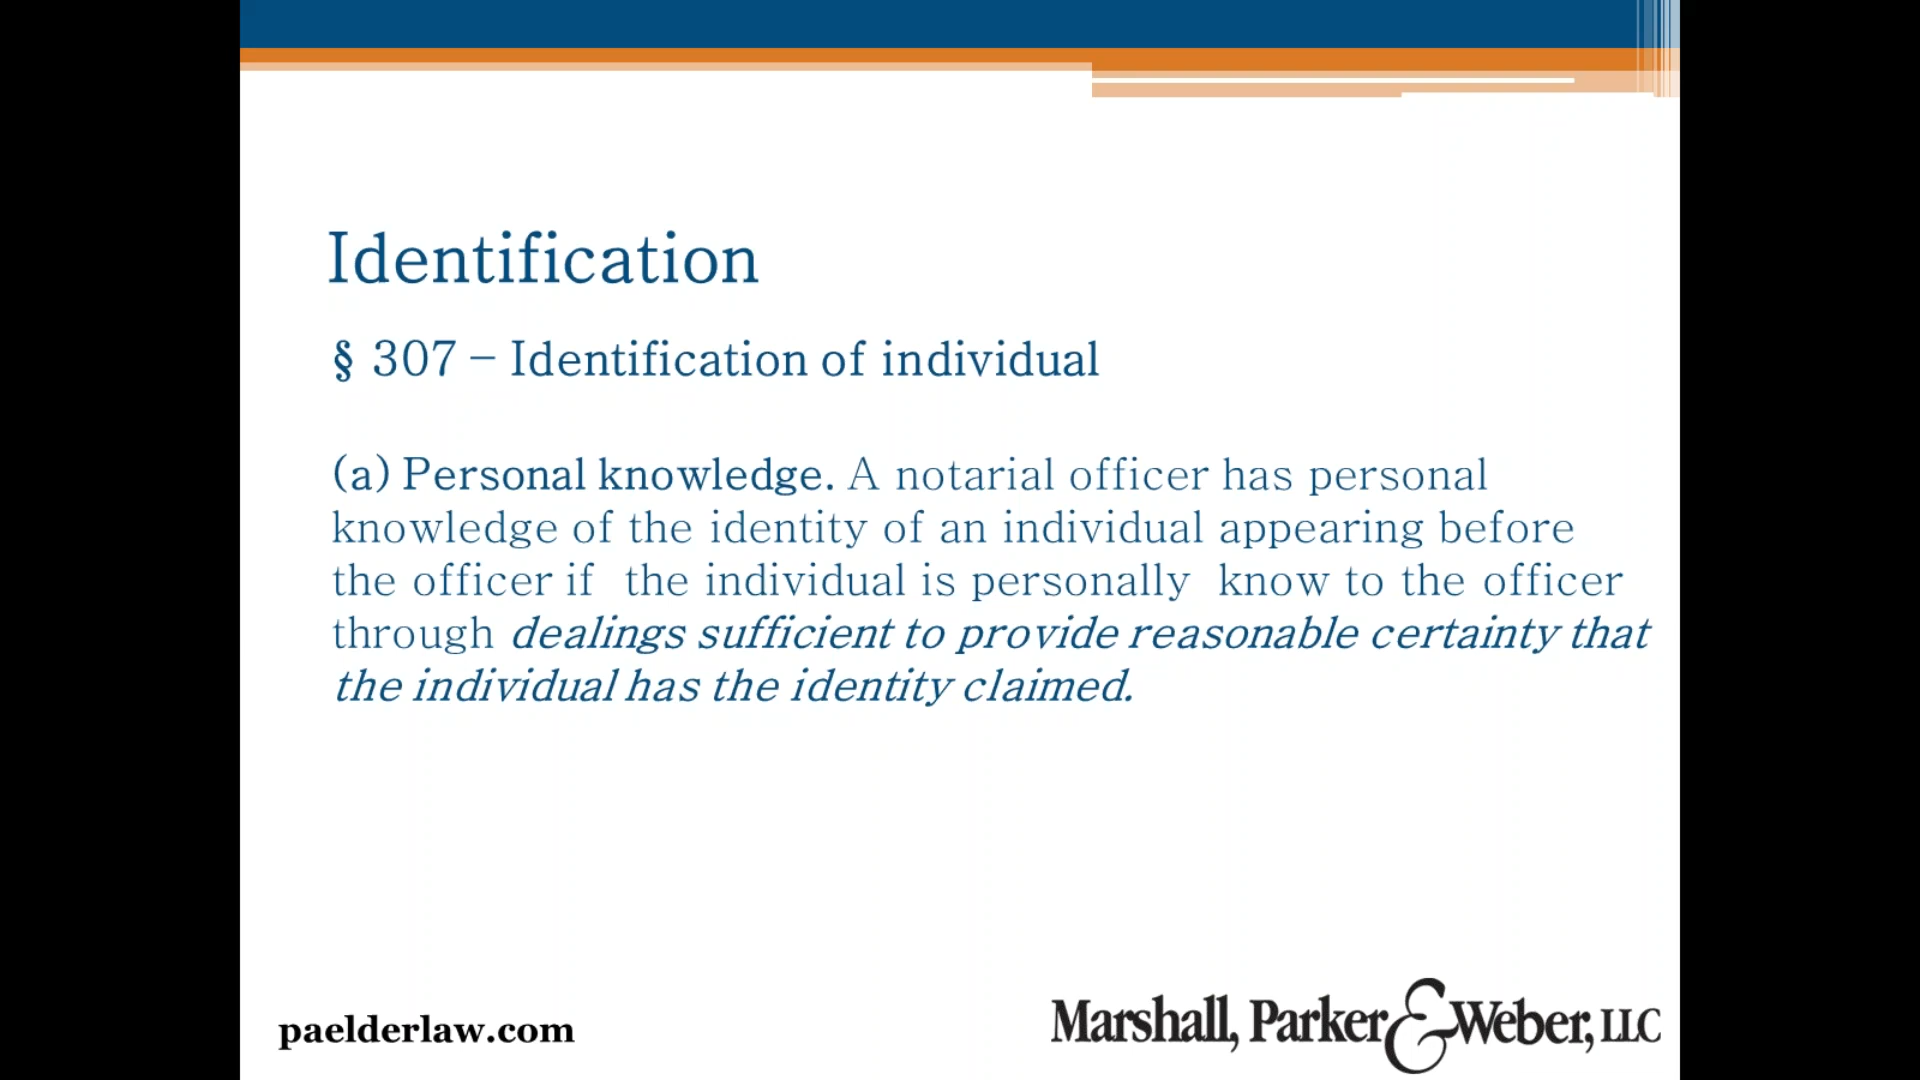 Identification
§ 307 – Identification of individual
(a) Personal knowledge. A notarial officer has personal
knowledge of the identity of an individual appearing before
the officer if the individual is personally know to the officer
through dealings sufficient to provide reasonable certainty that
the individual has the identity claimed.
paelderlaw.com
Marshall, Parker & Weber, LLC